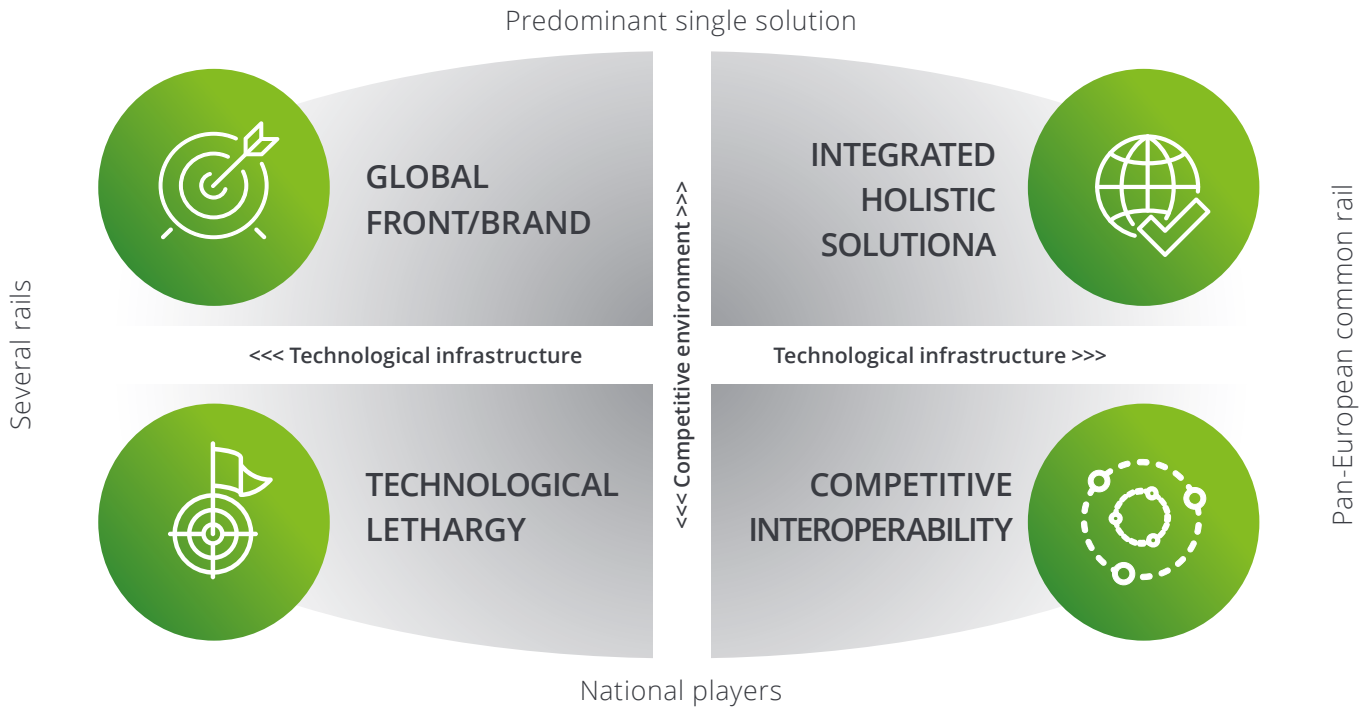 Predominant single solution
GLOBAL
FRONT/BRAND
INTEGRATED
HOLISTIC
SOLUTIONA
Several rails
<<< Technological infrastructure
<<< Competitive environment >>>
Technological infrastructure >>>
Pan-European common rail
TECHNOLOGICAL
LETHARGY
COMPETITIVE
INTEROPERABILITY
National players